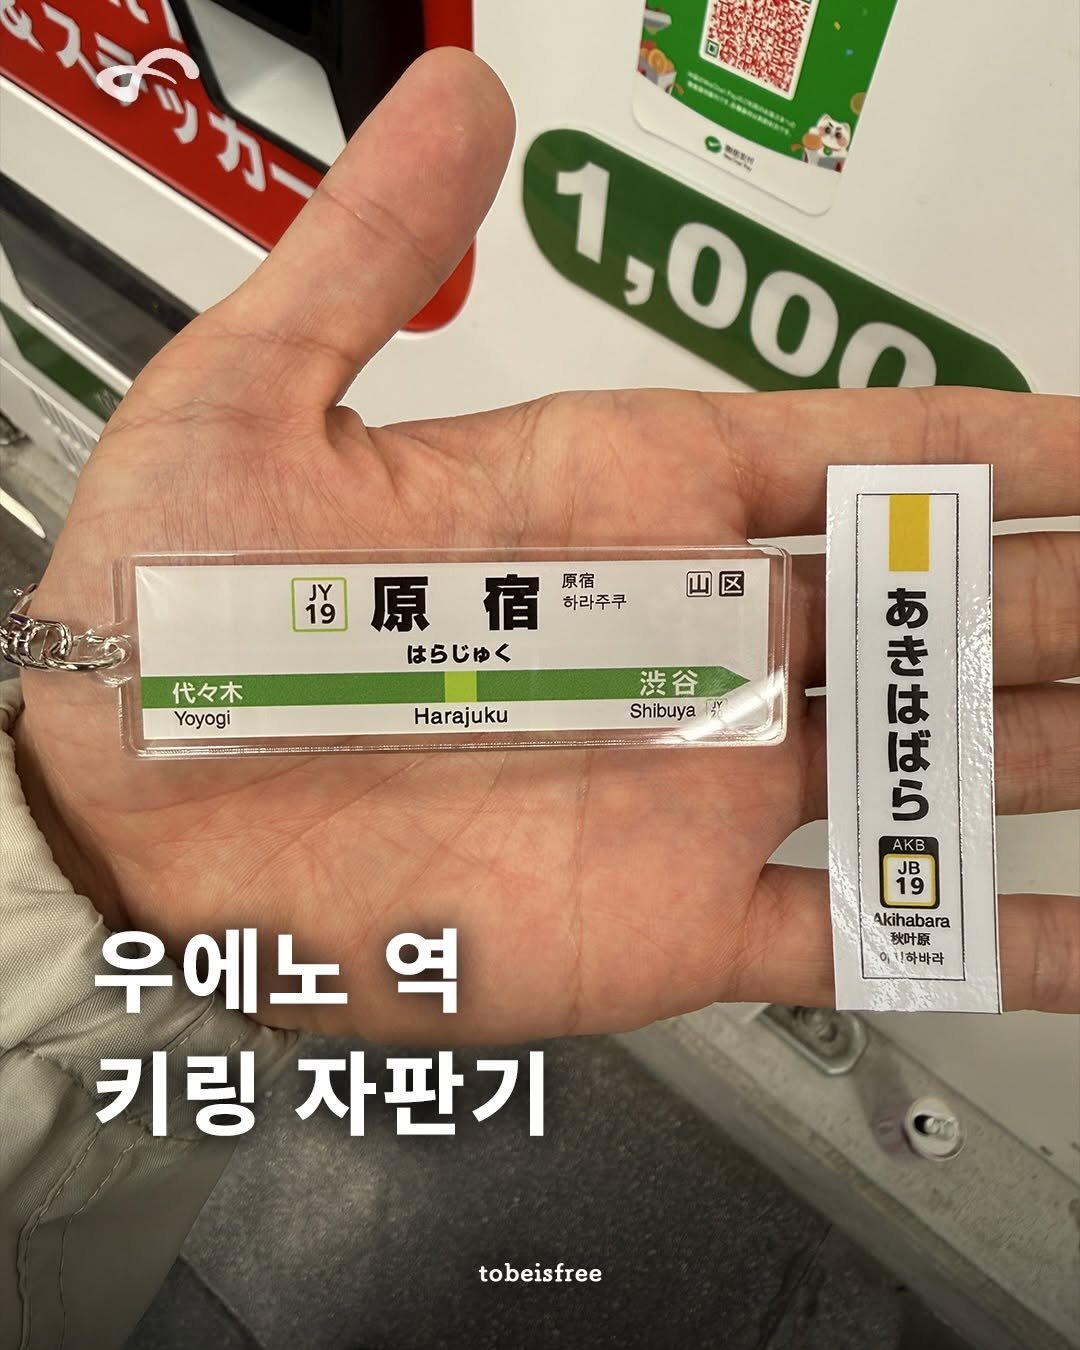 &ステッカー
1,000
JY
19
原宿
原宿
하라주쿠
山 区
はらじゅく
代々木
渋谷
Yoyogi
Harajuku
Shibuya
あきはばら
AKB
JB
19
Akihabara
秋叶原
우에노 역
키링 자판기
tobeisfree